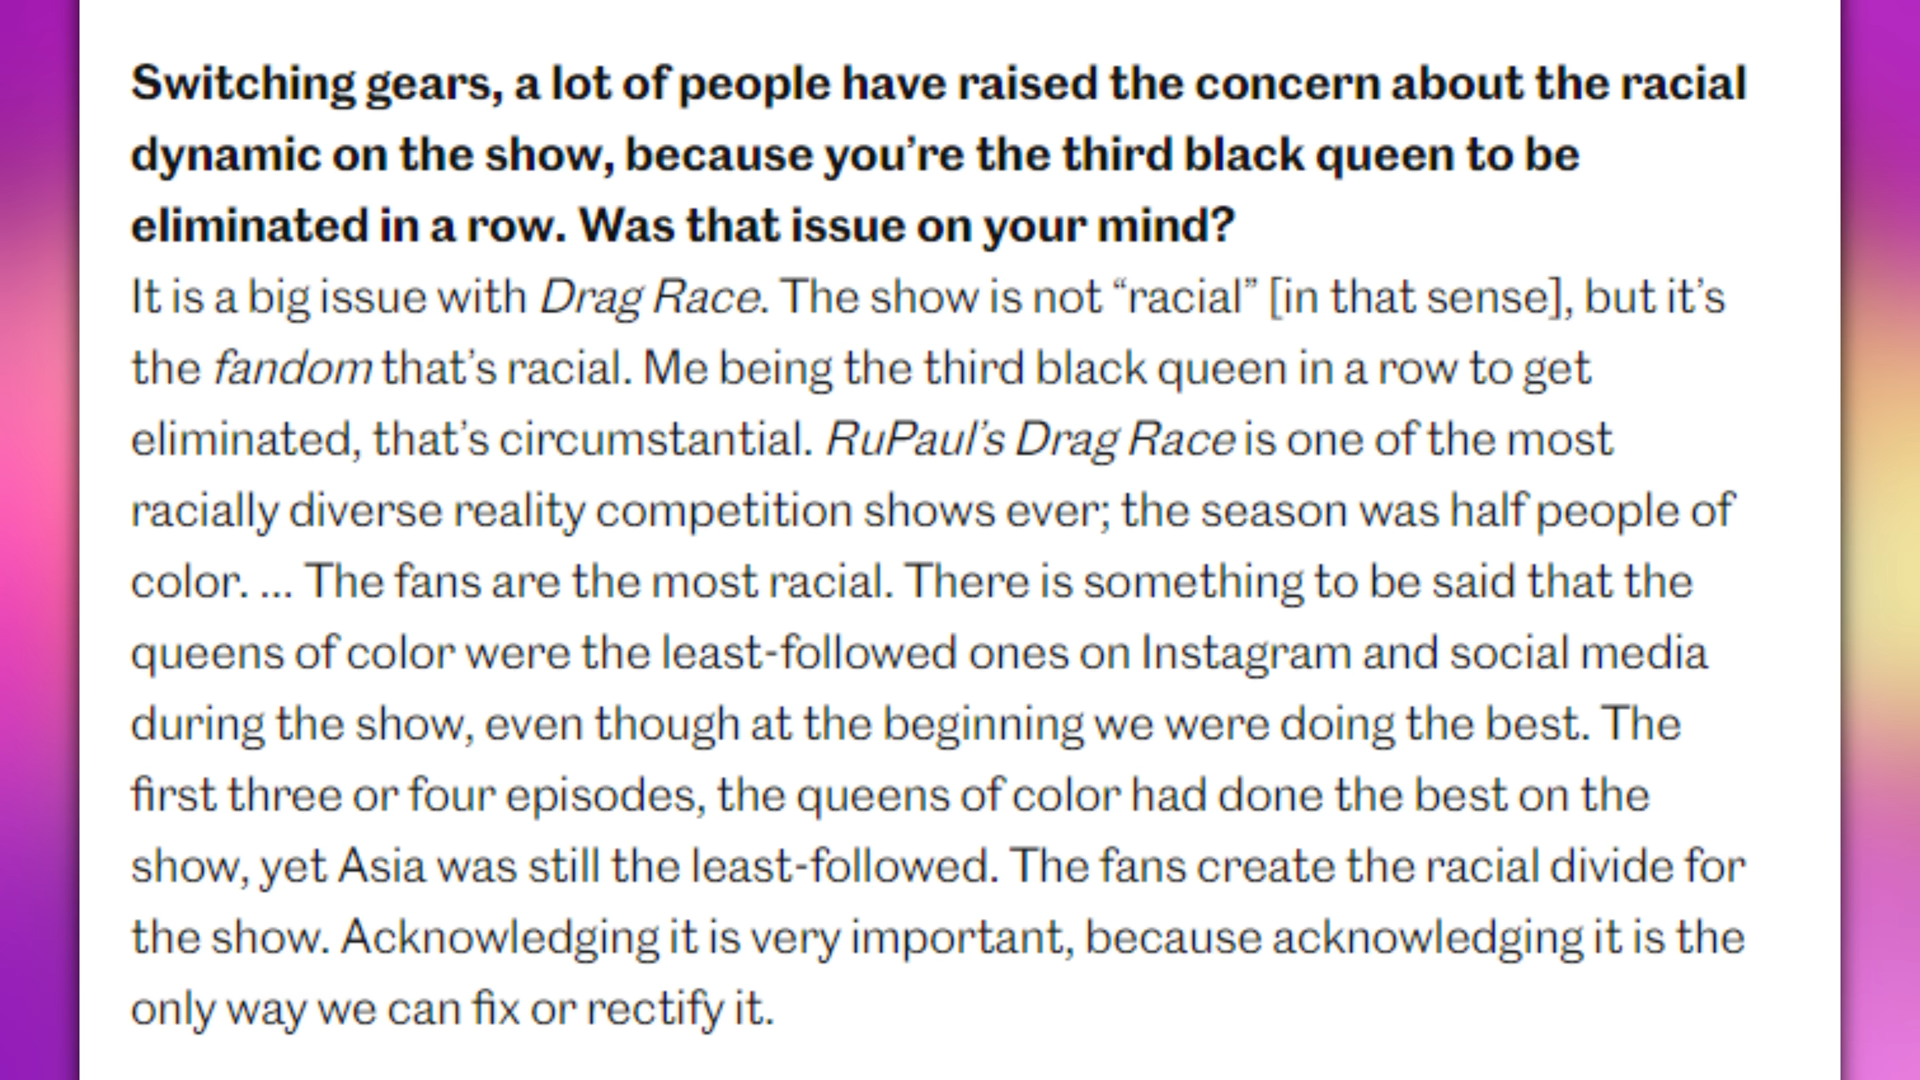 Switching gears, a lot of people have raised the concern about the racial
dynamic on the show, because you’re the third black queen to be
eliminated in a row. Was that issue on your mind?
It is a big issue with Drag Race. The show is not “racial” [in that sense], but it’s
the fandom that’s racial. Me being the third black queen in a row to get
eliminated, that’s circumstantial. RuPaul’s Drag Race is one of the most
racially diverse reality competition shows ever; the season was half people of
color. ... The fans are the most racial. There is something to be said that the
queens of color were the least-followed ones on Instagram and social media
during the show, even though at the beginning we were doing the best. The
first three or four episodes, the queens of color had done the best on the
show, yet Asia was still the least-followed. The fans create the racial divide for
the show. Acknowledging it is very important, because acknowledging it is the
only way we can fix or rectify it.